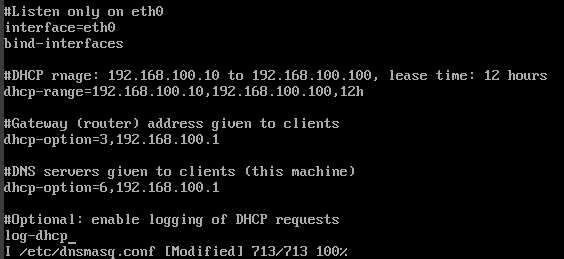 #Listen only on eth0
interface=eth0
bind-interfaces

#DHCP rnage: 192.168.100.10 to 192.168.100.100, lease time: 12 hours
dhcp-range=192.168.100.10,192.168.100.100,12h

#Gateway (router) address given to clients
dhcp-option=3,192.168.100.1

#DNS servers given to clients (this machine)
dhcp-option=6,192.168.100.1

#Optional: enable logging of DHCP requests
log-dhcp_
I /etc/dnsmasq.conf [Modified] 713/713 100%